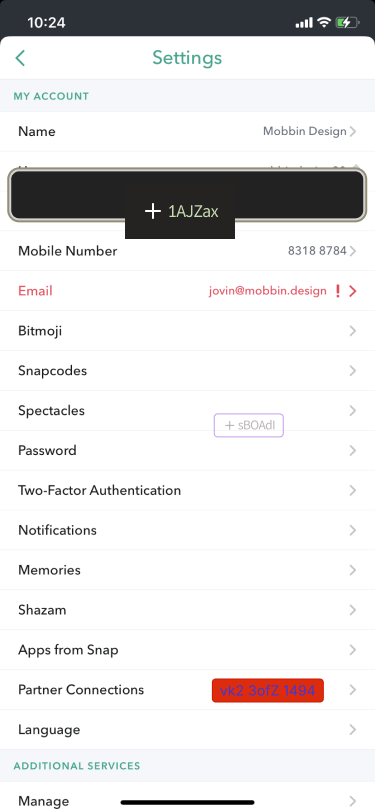 10:24
Settings
MY ACCOUNT
Name Mobbin Design
+ 1AJZax
Mobile Number 8318 8784
Email jovin@mobbin.design !
Bitmoji
Snapcodes
Spectacles
+ sBOAdI
Password
Two-Factor Authentication
Notifications
Memories
Shazam
Apps from Snap
Partner Connections vk2 3ofZ 1494
Language
ADDITIONAL SERVICES
Manage